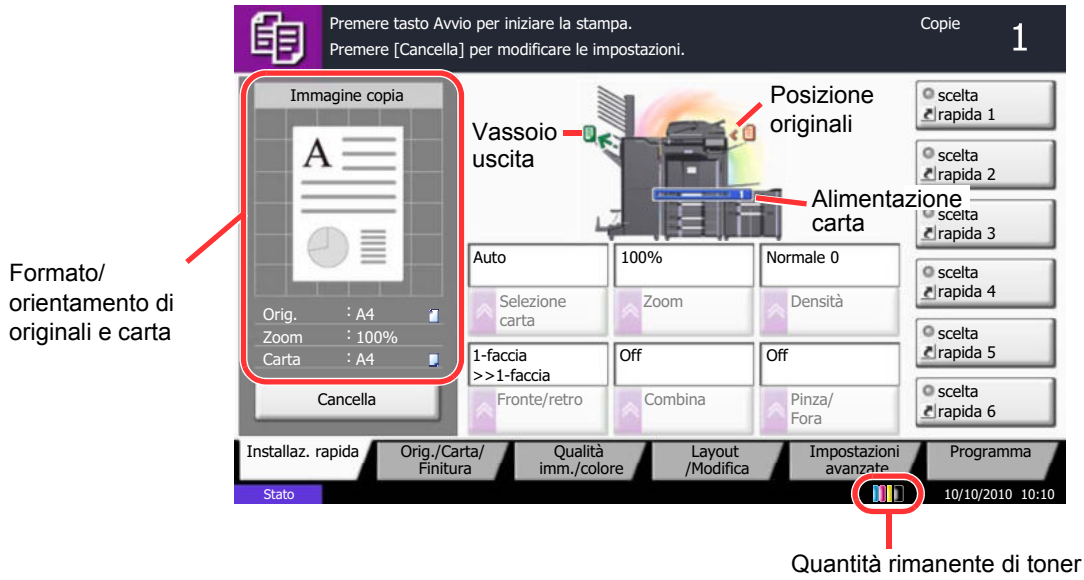 Premere tasto Avvio per iniziare la stampa.
Premere [Cancella] per modificare le impostazioni.
Copie
1
Immagine copia
A
Orig. : A4
Zoom : 100%
Carta : A4
Cancella
Formato/
orientamento di
originali e carta
Vassoio
uscita
Posizione
originali
1
Alimentazione
carta
Auto
Selezione
carta
100%
Zoom
Normale 0
Densità
1-faccia
>>1-faccia
Fronte/retro
Off
Combina
Off
Pinza/
Fora
scelta
rapida 1
scelta
rapida 2
scelta
rapida 3
scelta
rapida 4
scelta
rapida 5
scelta
rapida 6
Installaz. rapida
Orig./Carta/
Finitura
Qualità
imm./colore
Layout
/Modifica
Impostazioni
avanzate
Programma
Stato
10/10/2010 10:10
Quantità rimanente di toner